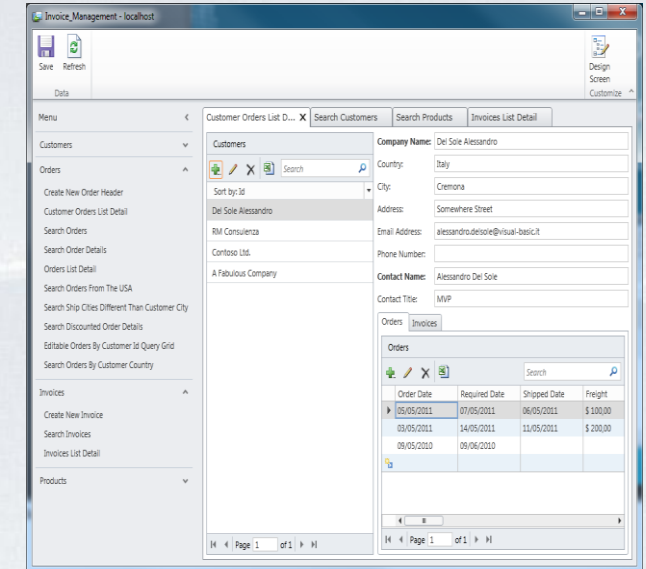 Invoice_Management - localhost
Save Refresh
Data
Design
Screen
Customize
Menu
Customers
Orders
Create New Order Header
Customer Orders List Detail
Search Orders
Search Order Details
Orders List Detail
Search Orders From The USA
Search Ship Cities Different Than Customer City
Search Discounted Order Details
Editable Orders By Customer Id Query Grid
Search Orders By Customer Country
Invoices
Create New Invoice
Search Invoices
Invoices List Detail
Products
Customer Orders List D... X Search Customers Search Products Invoices List Detail
Customers
Search
Sort by: Id
Del Sole Alessandro
RM Consulenza
Contoso Ltd.
A Fabulous Company
Page 1 of 1
Company Name: Del Sole Alessandro
Country: Italy
City: Cremona
Address: Somewhere Street
Email Address: alessandro.delsole@visual-basic.it
Phone Number:
Contact Name: Alessandro Del Sole
Contact Title: MVP
Orders Invoices
Orders
Search
Order Date Required Date Shipped Date Freight
05/05/2011 07/05/2011 06/05/2011 $ 100,00
03/05/2011 14/05/2011 11/05/2011 $ 200,00
09/05/2010 09/06/2010
Page 1 of 1